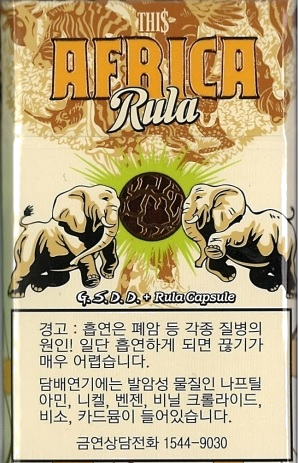 THIS
AFRICA
Rula
G.S.D.D. + Rula Capsule
경고 : 흡연은 폐암 등 각종 질병의
원인! 일단 흡연하게 되면 끊기가
매우 어렵습니다.
담배연기에는 발암성 물질인 나프틸
아민, 니켈, 벤젠, 비닐 크롤라이드,
비소, 카드뮴이 들어있습니다.
금연상담전화 1544-9030